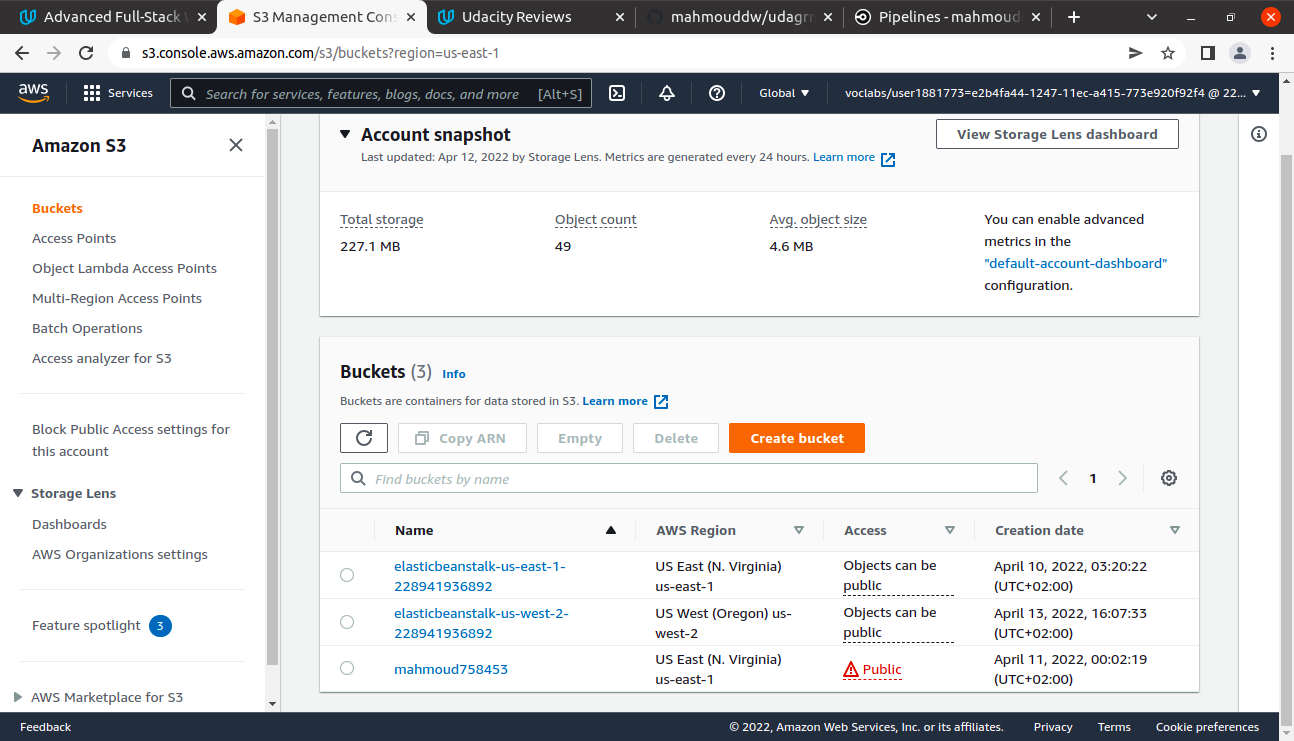 Advanced Full-Stack
S3 Management Cons
Udacity Reviews
mahmouddw/udagr
Pipelines - mahmoud
s3.console.aws.amazon.com/s3/buckets?region=us-east-1
aws
Services
Search for services, features, blogs, docs, and more [Alt+S]
Global
voclabs/user1881773=e2b4fa44-1247-11ec-a415-773e920f92f4 @ 22...
Amazon S3
Buckets
Access Points
Object Lambda Access Points
Multi-Region Access Points
Batch Operations
Access analyzer for S3
Block Public Access settings for
this account
Storage Lens
Dashboards
AWS Organizations settings
Feature spotlight 3
AWS Marketplace for S3
Account snapshot
View Storage Lens dashboard
Last updated: Apr 12, 2022 by Storage Lens. Metrics are generated every 24 hours. Learn more
Total storage
227.1 MB
Object count
49
Avg. object size
4.6 MB
You can enable advanced
metrics in the
"default-account-dashboard"
configuration.
Buckets (3) Info
Buckets are containers for data stored in S3. Learn more
Copy ARN
Empty
Delete
Create bucket
Find buckets by name
1
Name
AWS Region
Access
Creation date
elasticbeanstalk-us-east-1-
228941936892
US East (N. Virginia)
us-east-1
Objects can be
public
April 10, 2022, 03:20:22
(UTC+02:00)
elasticbeanstalk-us-west-2-
228941936892
US West (Oregon) us-
west-2
Objects can be
public
April 13, 2022, 16:07:33
(UTC+02:00)
mahmoud758453
US East (N. Virginia)
us-east-1
Public
April 11, 2022, 00:02:19
(UTC+02:00)
Feedback
© 2022, Amazon Web Services, Inc. or its affiliates.
Privacy
Terms
Cookie preferences